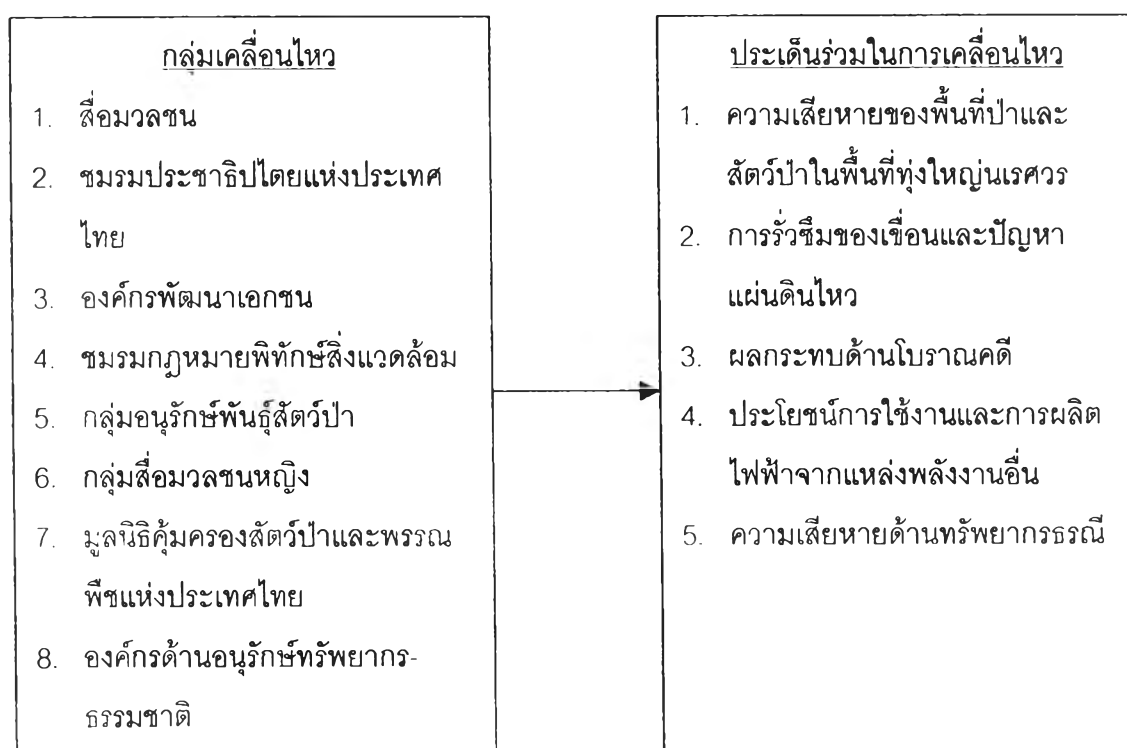 กลุ่มเคลื่อนไหว
1. สื่อมวลชน
2. ชมรมประชาธิปไตยแห่งประเทศ
ไทย
3. องค์กรพัฒนาเอกชน
4. ชมรมกฎหมายพิทักษ์สิ่งแวดล้อม
5. กลุ่มอนุรักษ์พันธุ์สัตว์ป่า
6. กลุ่มสื่อมวลชนหญิง
7. มูลนิธิคุ้มครองสัตว์ป่าและพรรณ
พืชแห่งประเทศไทย
8. องค์กรด้านอนุรักษ์ทรัพยากร-
ธรรมชาติ
ประเด็นร่วมในการเคลื่อนไหว
1. ความเสียหายของพื้นที่ป่าและ
สัตว์ป่าในพื้นที่ทุ่งใหญ่นเรศวร
2. การรั่วซึมของเขื่อนและปัญหา
แผ่นดินไหว
3. ผลกระทบด้านโบราณคดี
4. ประโยชน์การใช้งานและการผลิต
ไฟฟ้าจากแหล่งพลังงานอื่น
5. ความเสียหายด้านทรัพยากรธรณี